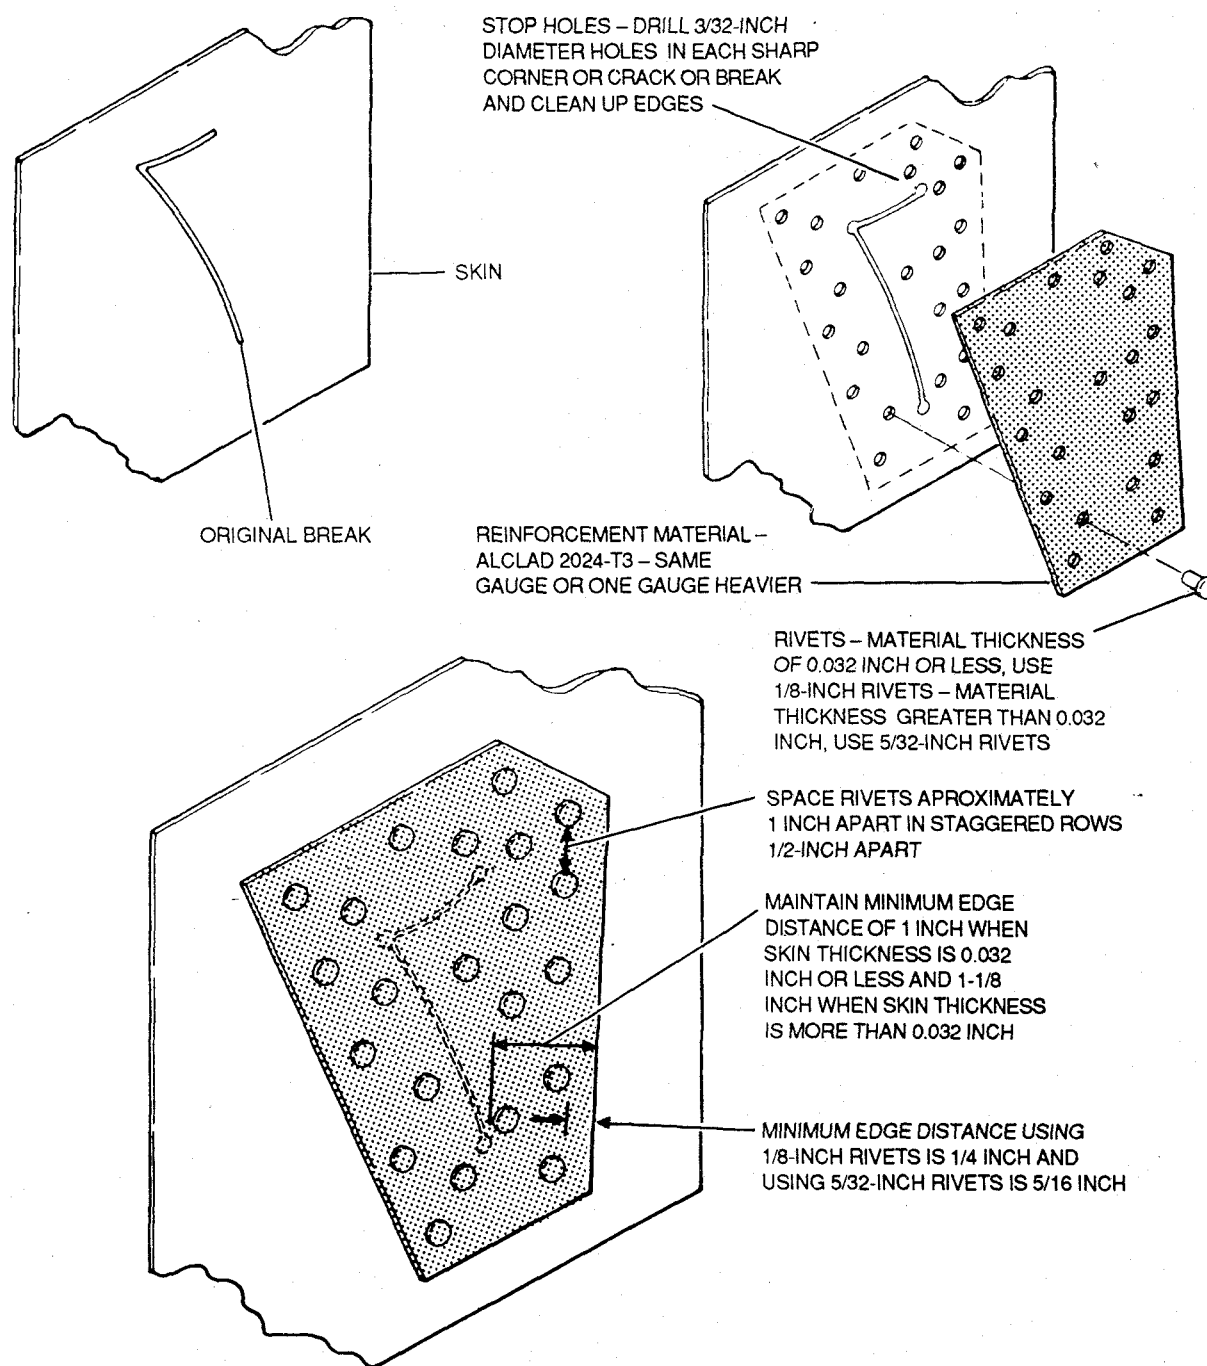 STOP HOLES – DRILL 3/32-INCH
DIAMETER HOLES IN EACH SHARP
CORNER OR CRACK OR BREAK
AND CLEAN UP EDGES
SKIN
ORIGINAL BREAK
REINFORCEMENT MATERIAL –
ALCLAD 2024-T3 – SAME
GAUGE OR ONE GAUGE HEAVIER
RIVETS – MATERIAL THICKNESS
OF 0.032 INCH OR LESS, USE
1/8-INCH RIVETS – MATERIAL
THICKNESS GREATER THAN 0.032
INCH, USE 5/32-INCH RIVETS
SPACE RIVETS APROXIMATELY
1 INCH APART IN STAGGERED ROWS
1/2-INCH APART
MAINTAIN MINIMUM EDGE
DISTANCE OF 1 INCH WHEN
SKIN THICKNESS IS 0.032
INCH OR LESS AND 1-1/8
INCH WHEN SKIN THICKNESS
IS MORE THAN 0.032 INCH
MINIMUM EDGE DISTANCE USING
1/8-INCH RIVETS IS 1/4 INCH AND
USING 5/32-INCH RIVETS IS 5/16 INCH